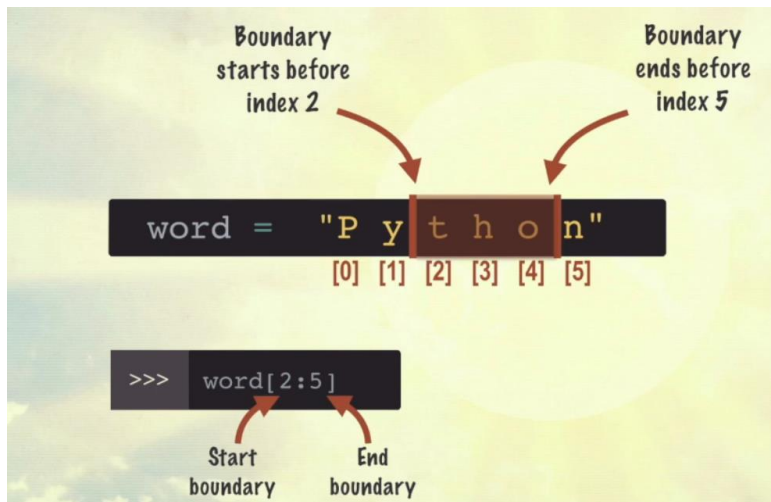 Boundary
starts before
index 2
Boundary
ends before
index 5
word = "P y t h o n"
[0] [1] [2] [3] [4] [5]
>>> word[2:5]
Start
boundary
End
boundary